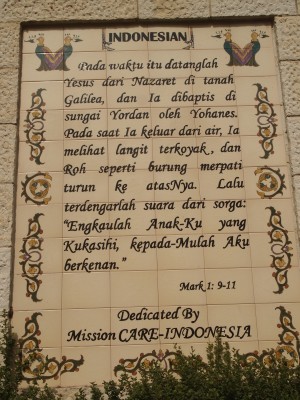 INDONESIAN
Pada waktu itu datanglah
Yesus dari Nazaret di tanah
Galilea, dan Ia dibaptis di
sungai Yordan oleh Yohanes.
Pada saat Ia keluar dari air, Ia
melihat langit terkoyak, dan
Roh seperti burung merpati
turun ke atasNya. Lalu
terdengarlah suara dari sorga:
"Engkaulah Anak-Ku yang
Kukasihi, kepada-Mulah Aku
berkenan."
Mark 1: 9-11
Dedicated By
Mission CARE-INDONESIA